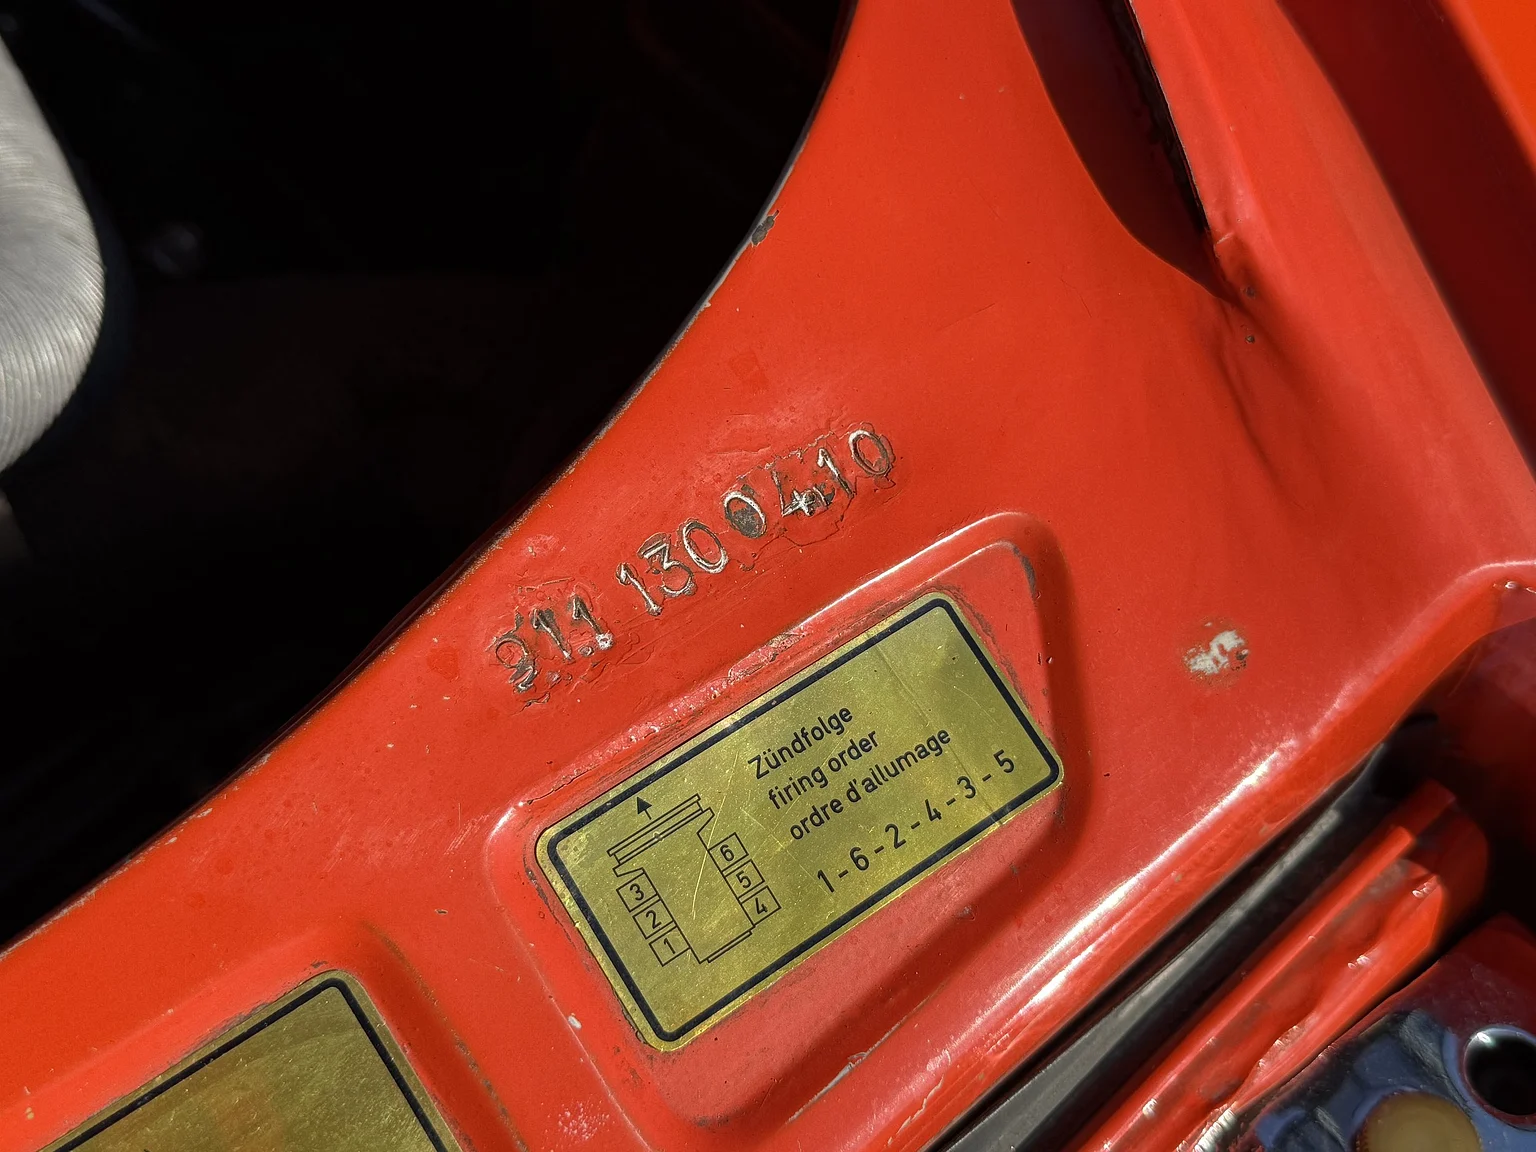 911 1300410
Zündfolge
firing order
ordre d'allumage
1-6-2-4-3-5
6
5
4
3
2
1